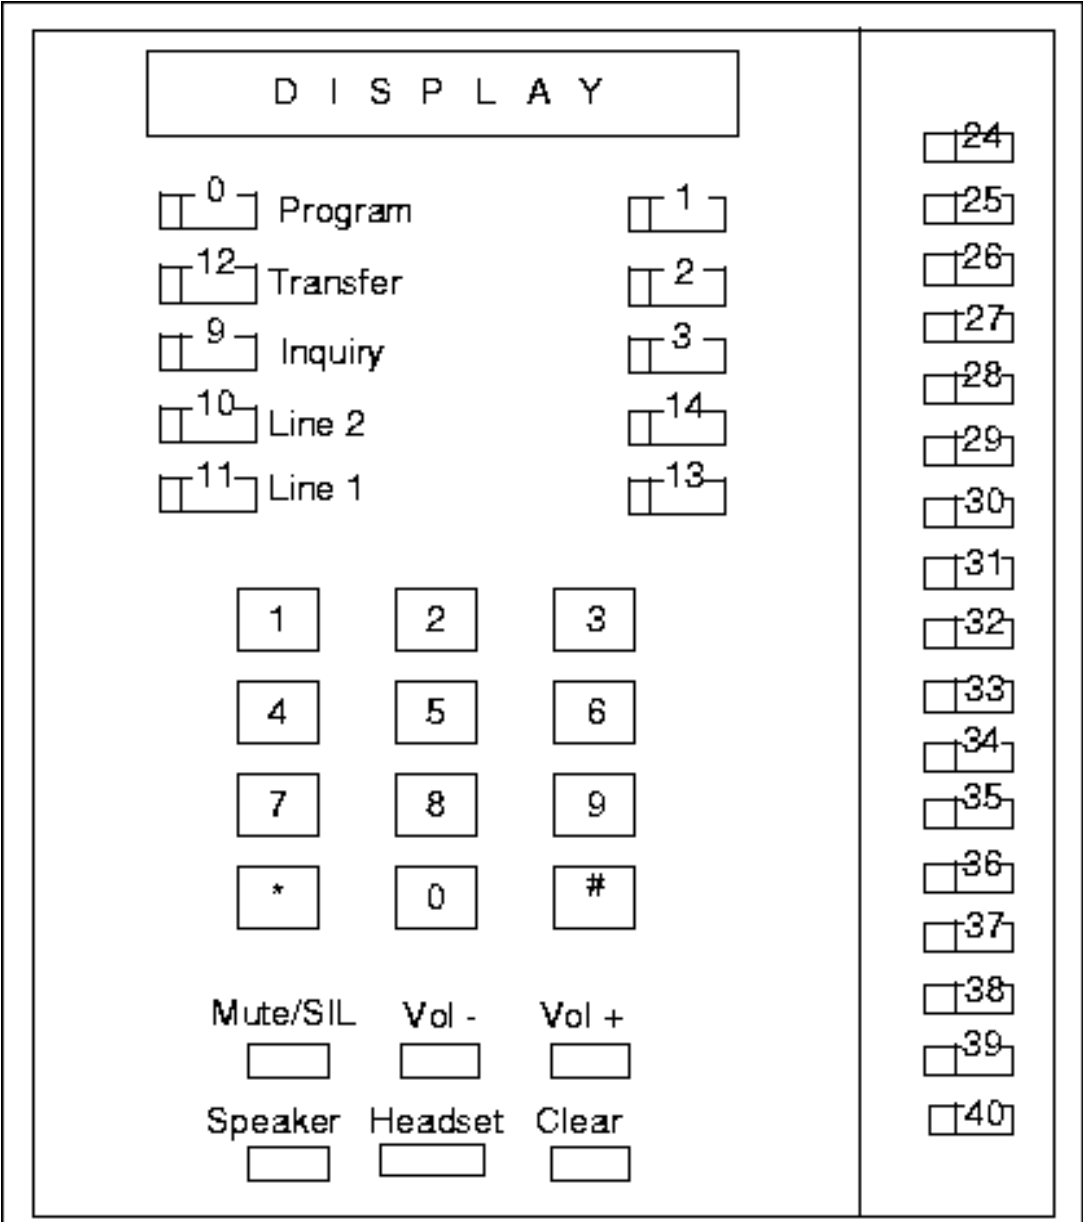 D I S P L A Y
0 Program 1
12 Transfer 2
9 Inquiry 3
10 Line 2 14
11 Line 1 13
1 2 3
4 5 6
7 8 9
* 0 #
Mute/SIL Vol - Vol +
Speaker Headset Clear
24
25
26
27
28
29
30
31
32
33
34
35
36
37
38
39
40